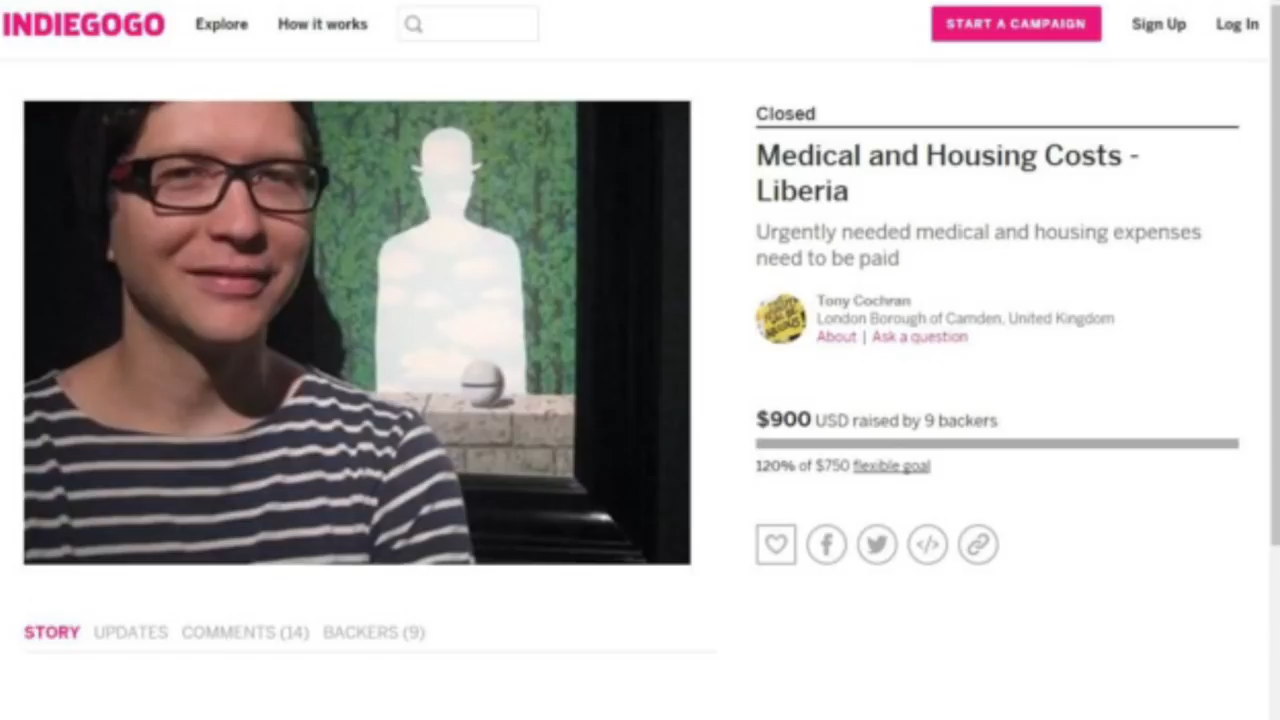 INDIEGOGO Explore How it works START A CAMPAIGN Sign Up Log In
Closed
Medical and Housing Costs -
Liberia
Urgently needed medical and housing expenses
need to be paid
Tony Cochran
London Borough of Camden, United Kingdom
About | Ask a question
$900 USD raised by 9 backers
120% of $750 flexible goal
STORY UPDATES COMMENTS (14) BACKERS (9)